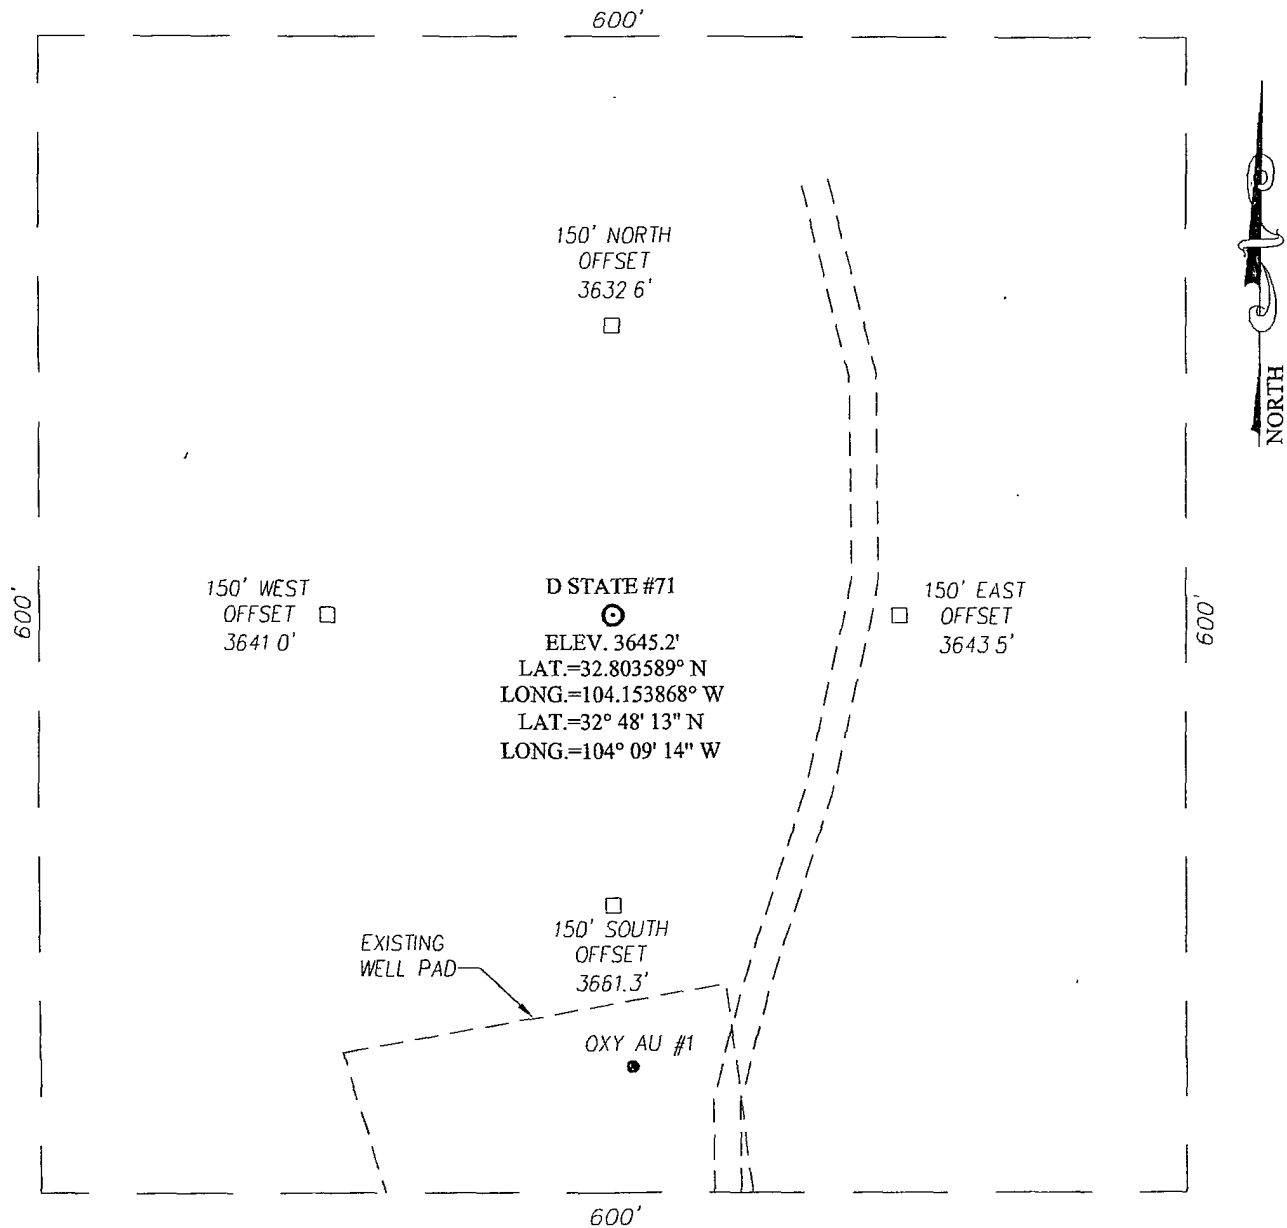 600'
150' NORTH
OFFSET
3632 6'
NORTH
150' WEST
OFFSET
3641 0'
600'
D STATE #71
ELEV. 3645.2'
LAT.=32.803589° N
LONG.=104.153868° W
LAT.=32° 48' 13" N
LONG.=104° 09' 14" W
150' EAST
OFFSET
3643 5'
600'
150' SOUTH
OFFSET
3661.3'
EXISTING
WELL PAD
OXY AU #1
600'